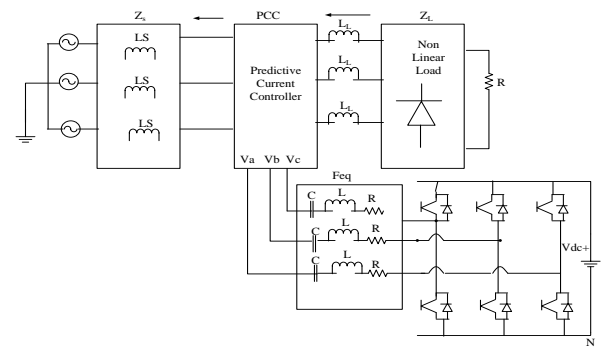 Zs
PCC
LL
ZL
LS
LS
LS
Predictive
Current
Controller
LL
LL
Non
Linear
Load
R
Va Vb Vc
Feq
C
L
R
C
L
R
C
L
R
Vdc+
N